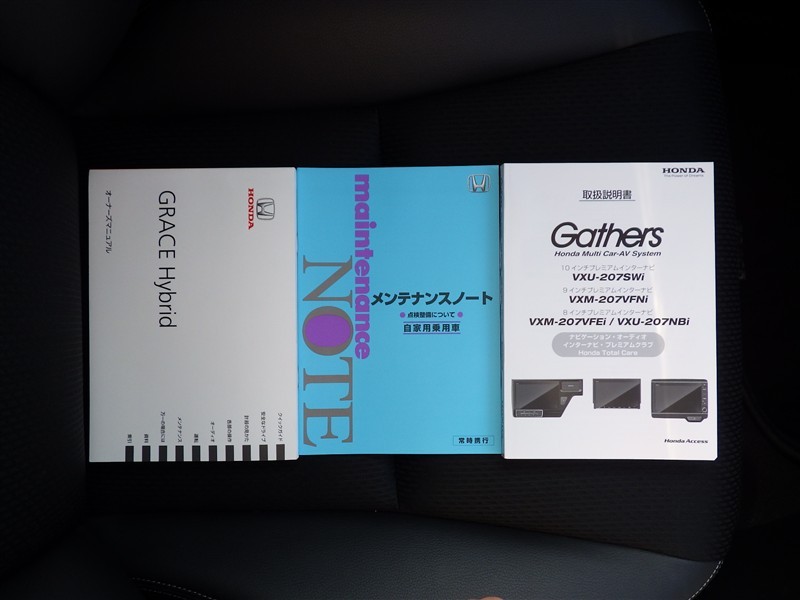 HONDA
GRACE Hybrid
オーナーズマニュアル
クイックガイド
安全なドライブ
計器の見かた
各部の操作
オーディオ
運転
メンテナンス
万一の場合には
資料
索引
maintenance
NOTE
メンテナンスノート
点検整備について
自家用乗用車
常時携行
HONDA
The Power of Dreams
取扱説明書
Gathers
Honda Multi Car-AV System
10インチプレミアムインターナビ
VXU-207SWi
9インチプレミアムインターナビ
VXM-207VFNi
8インチプレミアムインターナビ
VXM-207VFEi / VXU-207NBi
ナビゲーション・オーディオ
インターナビ・プレミアムクラブ
Honda Total Care
Honda Access